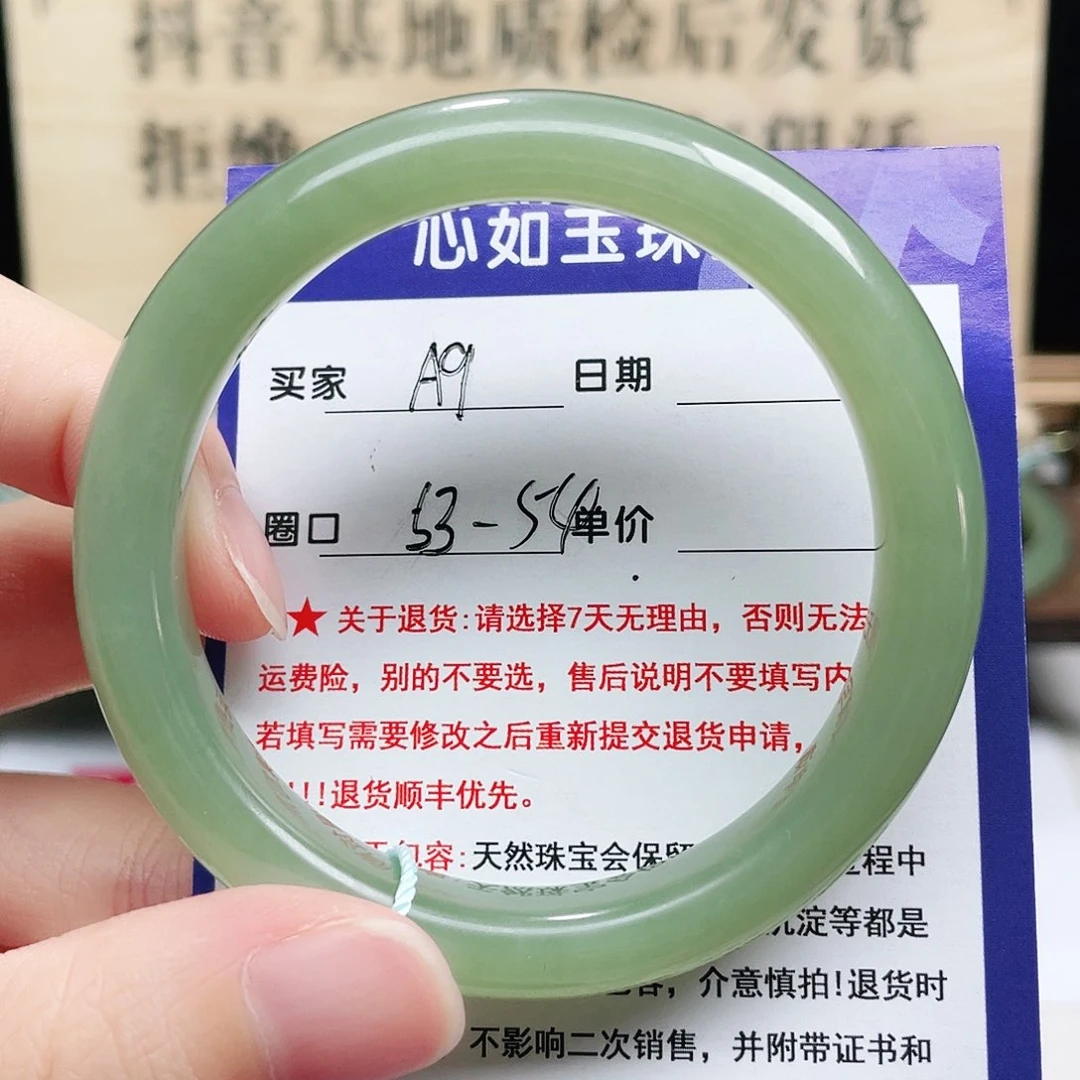 抖音基地质检后发货
拒绝
心如玉珠
买家 A9 日期
圈口 53-54 单价
★关于退货:请选择7天无理由，否则无法
运费险，别的不要选，售后说明不要填写内
若填写需要修改之后重新提交退货申请，
!!!退货顺丰优先。
包容:天然珠宝会保留 程中
沉淀等都是
，介意慎拍!退货时
不影响二次销售，并附带证书和